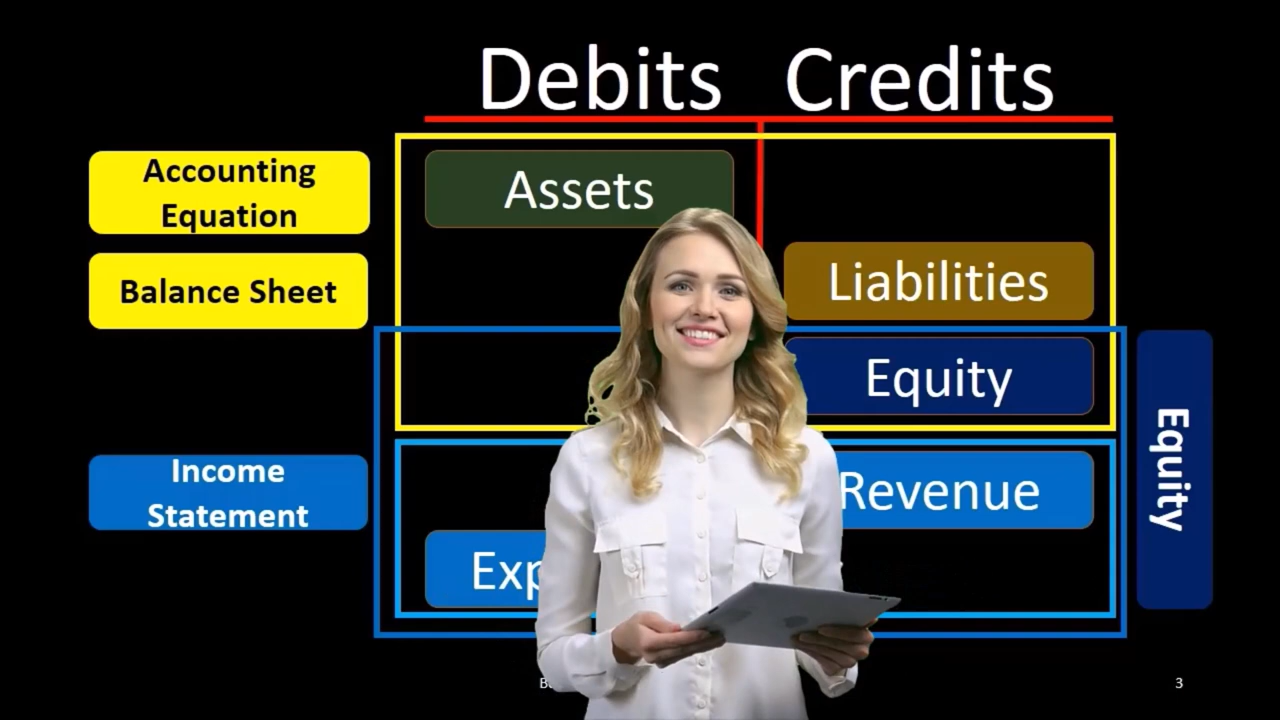 Debits Credits
Accounting
Equation
Assets
Balance Sheet
Liabilities
Equity
Equity
Income
Statement
Revenue
3